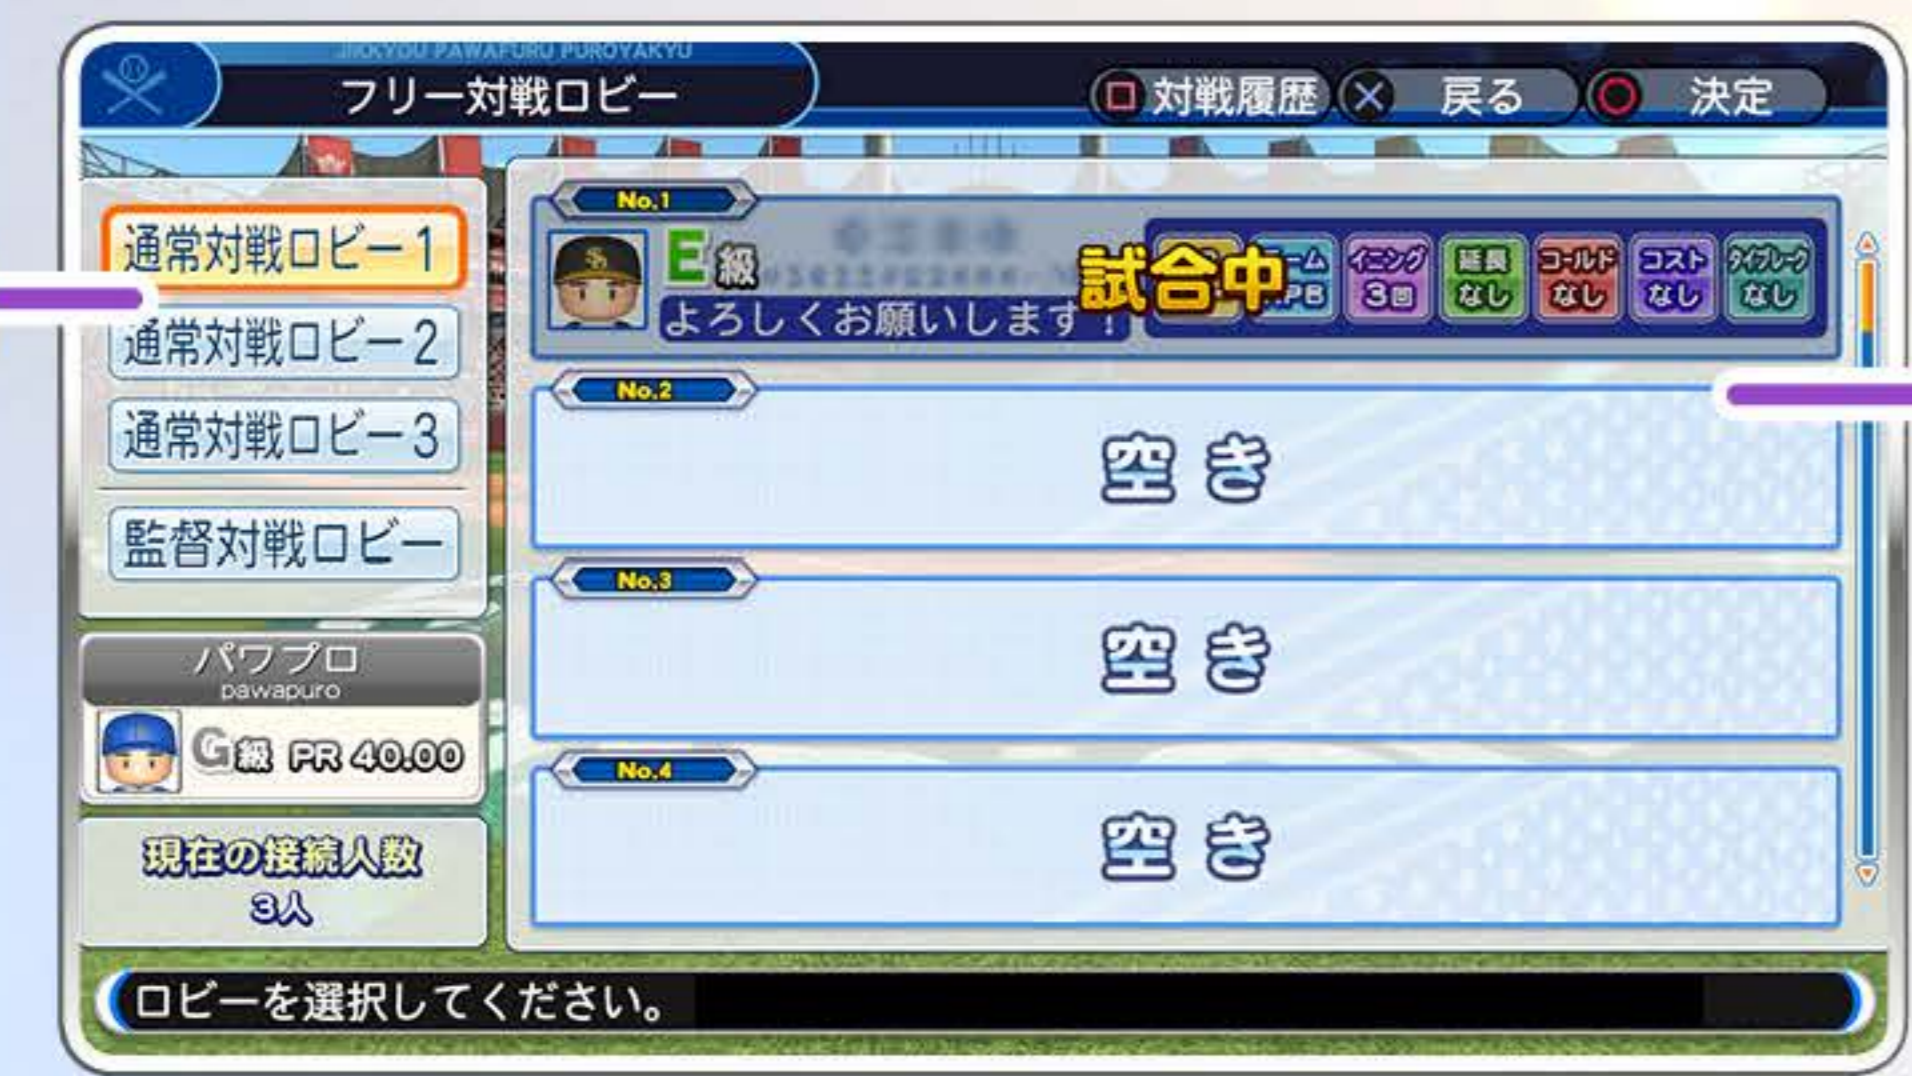 JIKKYOU PAWAFURU PUROYAKYU
フリー対戦ロビー
対戦履歴
戻る
決定
通常対戦ロビー1
通常対戦ロビー2
通常対戦ロビー3
監督対戦ロビー
パワプロ
pawapuro
G級 PR 40.00
現在の接続人数
3人
No.1
E級
よろしくお願いします!
試合中
イニング
3回
延長
なし
コールド
なし
コスト
なし
タイブレーク
なし
No.2
空き
No.3
空き
No.4
空き
ロビーを選択してください。